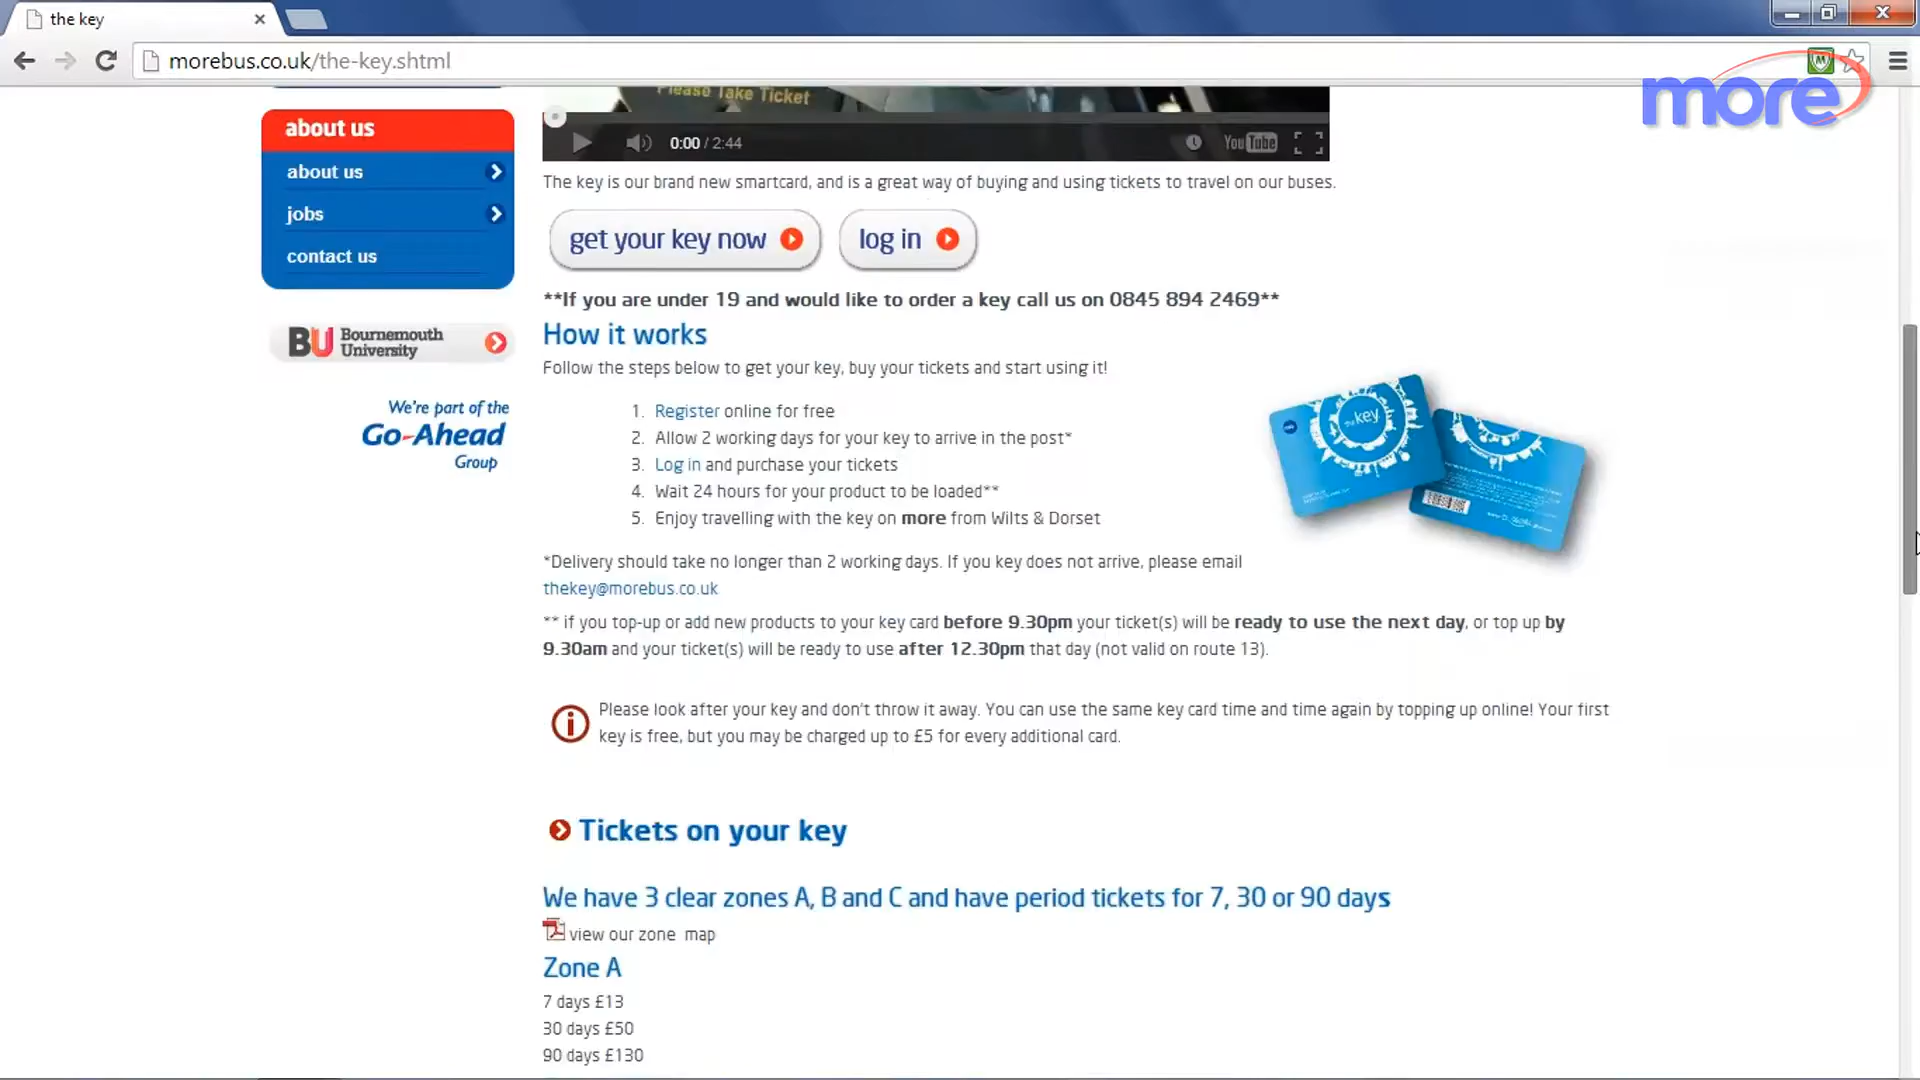 the key
morebus.co.uk/the-key.shtml
more
about us
about us
jobs
contact us
BU Bournemouth
University
We're part of the
Go-Ahead
Group
Please Take Ticket
0:00 / 2:44
YouTube
The key is our brand new smartcard, and is a great way of buying and using tickets to travel on our buses.
get your key now
log in
**If you are under 19 and would like to order a key call us on 0845 894 2469**
How it works
Follow the steps below to get your key, buy your tickets and start using it!
1. Register online for free
2. Allow 2 working days for your key to arrive in the post*
3. Log in and purchase your tickets
4. Wait 24 hours for your product to be loaded**
5. Enjoy travelling with the key on more from Wilts & Dorset
the key
*Delivery should take no longer than 2 working days. If you key does not arrive, please email
thekey@morebus.co.uk
** if you top-up or add new products to your key card before 9.30pm your ticket(s) will be ready to use the next day, or top up by
9.30am and your ticket(s) will be ready to use after 12.30pm that day (not valid on route 13).
Please look after your key and don't throw it away. You can use the same key card time and time again by topping up online! Your first
key is free, but you may be charged up to £5 for every additional card.
Tickets on your key
We have 3 clear zones A, B and C and have period tickets for 7, 30 or 90 days
view our zone map
Zone A
7 days £13
30 days £50
90 days £130